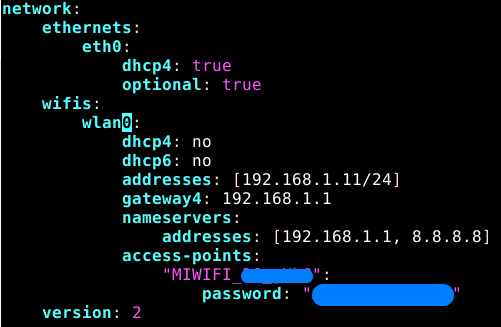 network:
    ethernets:
        eth0:
            dhcp4: true
            optional: true
    wifis:
        wlan0:
            dhcp4: no
            dhcp6: no
            addresses: [192.168.1.11/24]
            gateway4: 192.168.1.1
            nameservers:
                addresses: [192.168.1.1, 8.8.8.8]
            access-points:
                "MIWIFI_":
                    password: ""
    version: 2